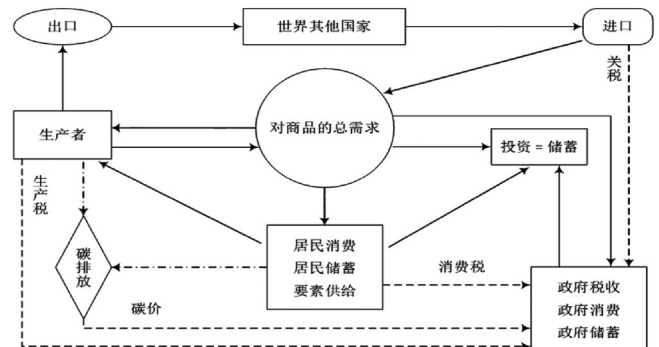 出口
世界其他国家
进口
关税
对商品的总需求
生产者
投资 = 储蓄
生产税
碳排放
居民消费
居民储蓄
要素供给
消费税
碳价
政府税收
政府消费
政府储蓄